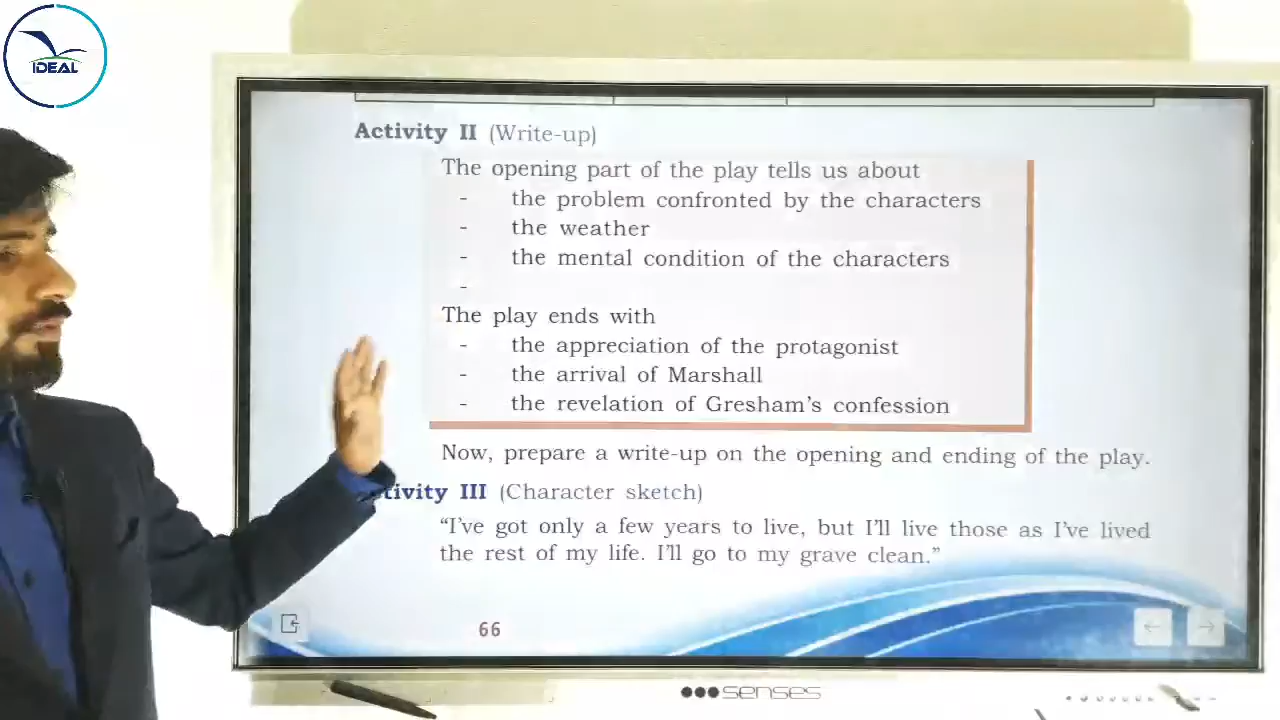 IDEAL
Activity II (Write-up)
The opening part of the play tells us about
- the problem confronted by the characters
- the weather
- the mental condition of the characters
-
The play ends with
- the appreciation of the protagonist
- the arrival of Marshall
- the revelation of Gresham's confession
Now, prepare a write-up on the opening and ending of the play.
tivity III (Character sketch)
"I've got only a few years to live, but I'll live those as I've lived
the rest of my life. I'll go to my grave clean."
66
senses